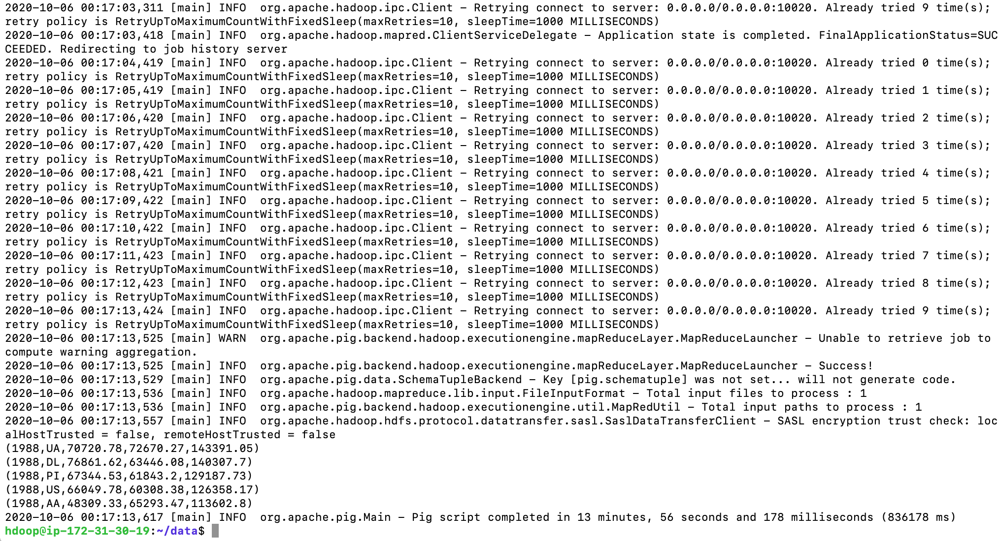 2020-10-06 00:17:03,311 [main] INFO  org.apache.hadoop.ipc.Client - Retrying connect to server: 0.0.0.0/0.0.0.0:10020. Already tried 9 time(s);
retry policy is RetryUpToMaximumCountWithFixedSleep(maxRetries=10, sleepTime=1000 MILLISECONDS)
2020-10-06 00:17:03,418 [main] INFO  org.apache.hadoop.mapred.ClientServiceDelegate - Application state is completed. FinalApplicationStatus=SUC
CEEDED. Redirecting to job history server
2020-10-06 00:17:04,419 [main] INFO  org.apache.hadoop.ipc.Client - Retrying connect to server: 0.0.0.0/0.0.0.0:10020. Already tried 0 time(s);
retry policy is RetryUpToMaximumCountWithFixedSleep(maxRetries=10, sleepTime=1000 MILLISECONDS)
2020-10-06 00:17:05,419 [main] INFO  org.apache.hadoop.ipc.Client - Retrying connect to server: 0.0.0.0/0.0.0.0:10020. Already tried 1 time(s);
retry policy is RetryUpToMaximumCountWithFixedSleep(maxRetries=10, sleepTime=1000 MILLISECONDS)
2020-10-06 00:17:06,420 [main] INFO  org.apache.hadoop.ipc.Client - Retrying connect to server: 0.0.0.0/0.0.0.0:10020. Already tried 2 time(s);
retry policy is RetryUpToMaximumCountWithFixedSleep(maxRetries=10, sleepTime=1000 MILLISECONDS)
2020-10-06 00:17:07,420 [main] INFO  org.apache.hadoop.ipc.Client - Retrying connect to server: 0.0.0.0/0.0.0.0:10020. Already tried 3 time(s);
retry policy is RetryUpToMaximumCountWithFixedSleep(maxRetries=10, sleepTime=1000 MILLISECONDS)
2020-10-06 00:17:08,421 [main] INFO  org.apache.hadoop.ipc.Client - Retrying connect to server: 0.0.0.0/0.0.0.0:10020. Already tried 4 time(s);
retry policy is RetryUpToMaximumCountWithFixedSleep(maxRetries=10, sleepTime=1000 MILLISECONDS)
2020-10-06 00:17:09,422 [main] INFO  org.apache.hadoop.ipc.Client - Retrying connect to server: 0.0.0.0/0.0.0.0:10020. Already tried 5 time(s);
retry policy is RetryUpToMaximumCountWithFixedSleep(maxRetries=10, sleepTime=1000 MILLISECONDS)
2020-10-06 00:17:10,422 [main] INFO  org.apache.hadoop.ipc.Client - Retrying connect to server: 0.0.0.0/0.0.0.0:10020. Already tried 6 time(s);
retry policy is RetryUpToMaximumCountWithFixedSleep(maxRetries=10, sleepTime=1000 MILLISECONDS)
2020-10-06 00:17:11,423 [main] INFO  org.apache.hadoop.ipc.Client - Retrying connect to server: 0.0.0.0/0.0.0.0:10020. Already tried 7 time(s);
retry policy is RetryUpToMaximumCountWithFixedSleep(maxRetries=10, sleepTime=1000 MILLISECONDS)
2020-10-06 00:17:12,423 [main] INFO  org.apache.hadoop.ipc.Client - Retrying connect to server: 0.0.0.0/0.0.0.0:10020. Already tried 8 time(s);
retry policy is RetryUpToMaximumCountWithFixedSleep(maxRetries=10, sleepTime=1000 MILLISECONDS)
2020-10-06 00:17:13,424 [main] INFO  org.apache.hadoop.ipc.Client - Retrying connect to server: 0.0.0.0/0.0.0.0:10020. Already tried 9 time(s);
retry policy is RetryUpToMaximumCountWithFixedSleep(maxRetries=10, sleepTime=1000 MILLISECONDS)
2020-10-06 00:17:13,525 [main] WARN  org.apache.pig.backend.hadoop.executionengine.mapReduceLayer.MapReduceLauncher - Unable to retrieve job to
compute warning aggregation.
2020-10-06 00:17:13,525 [main] INFO  org.apache.pig.backend.hadoop.executionengine.mapReduceLayer.MapReduceLauncher - Success!
2020-10-06 00:17:13,529 [main] INFO  org.apache.pig.data.SchemaTupleBackend - Key [pig.schematuple] was not set... will not generate code.
2020-10-06 00:17:13,536 [main] INFO  org.apache.hadoop.mapreduce.lib.input.FileInputFormat - Total input files to process : 1
2020-10-06 00:17:13,536 [main] INFO  org.apache.pig.backend.hadoop.executionengine.util.MapRedUtil - Total input paths to process : 1
2020-10-06 00:17:13,557 [main] INFO  org.apache.hadoop.hdfs.protocol.datatransfer.sasl.SaslDataTransferClient - SASL encryption trust check: loc
alHostTrusted = false, remoteHostTrusted = false
(1988,UA,70720.78,72670.27,143391.05)
(1988,DL,76861.62,63446.08,140307.7)
(1988,PI,67344.53,61843.2,129187.73)
(1988,US,66049.78,60308.38,126358.17)
(1988,AA,48309.33,65293.47,113602.8)
2020-10-06 00:17:13,617 [main] INFO  org.apache.pig.Main - Pig script completed in 13 minutes, 56 seconds and 178 milliseconds (836178 ms)
hdoop@ip-172-31-30-19:~/data$